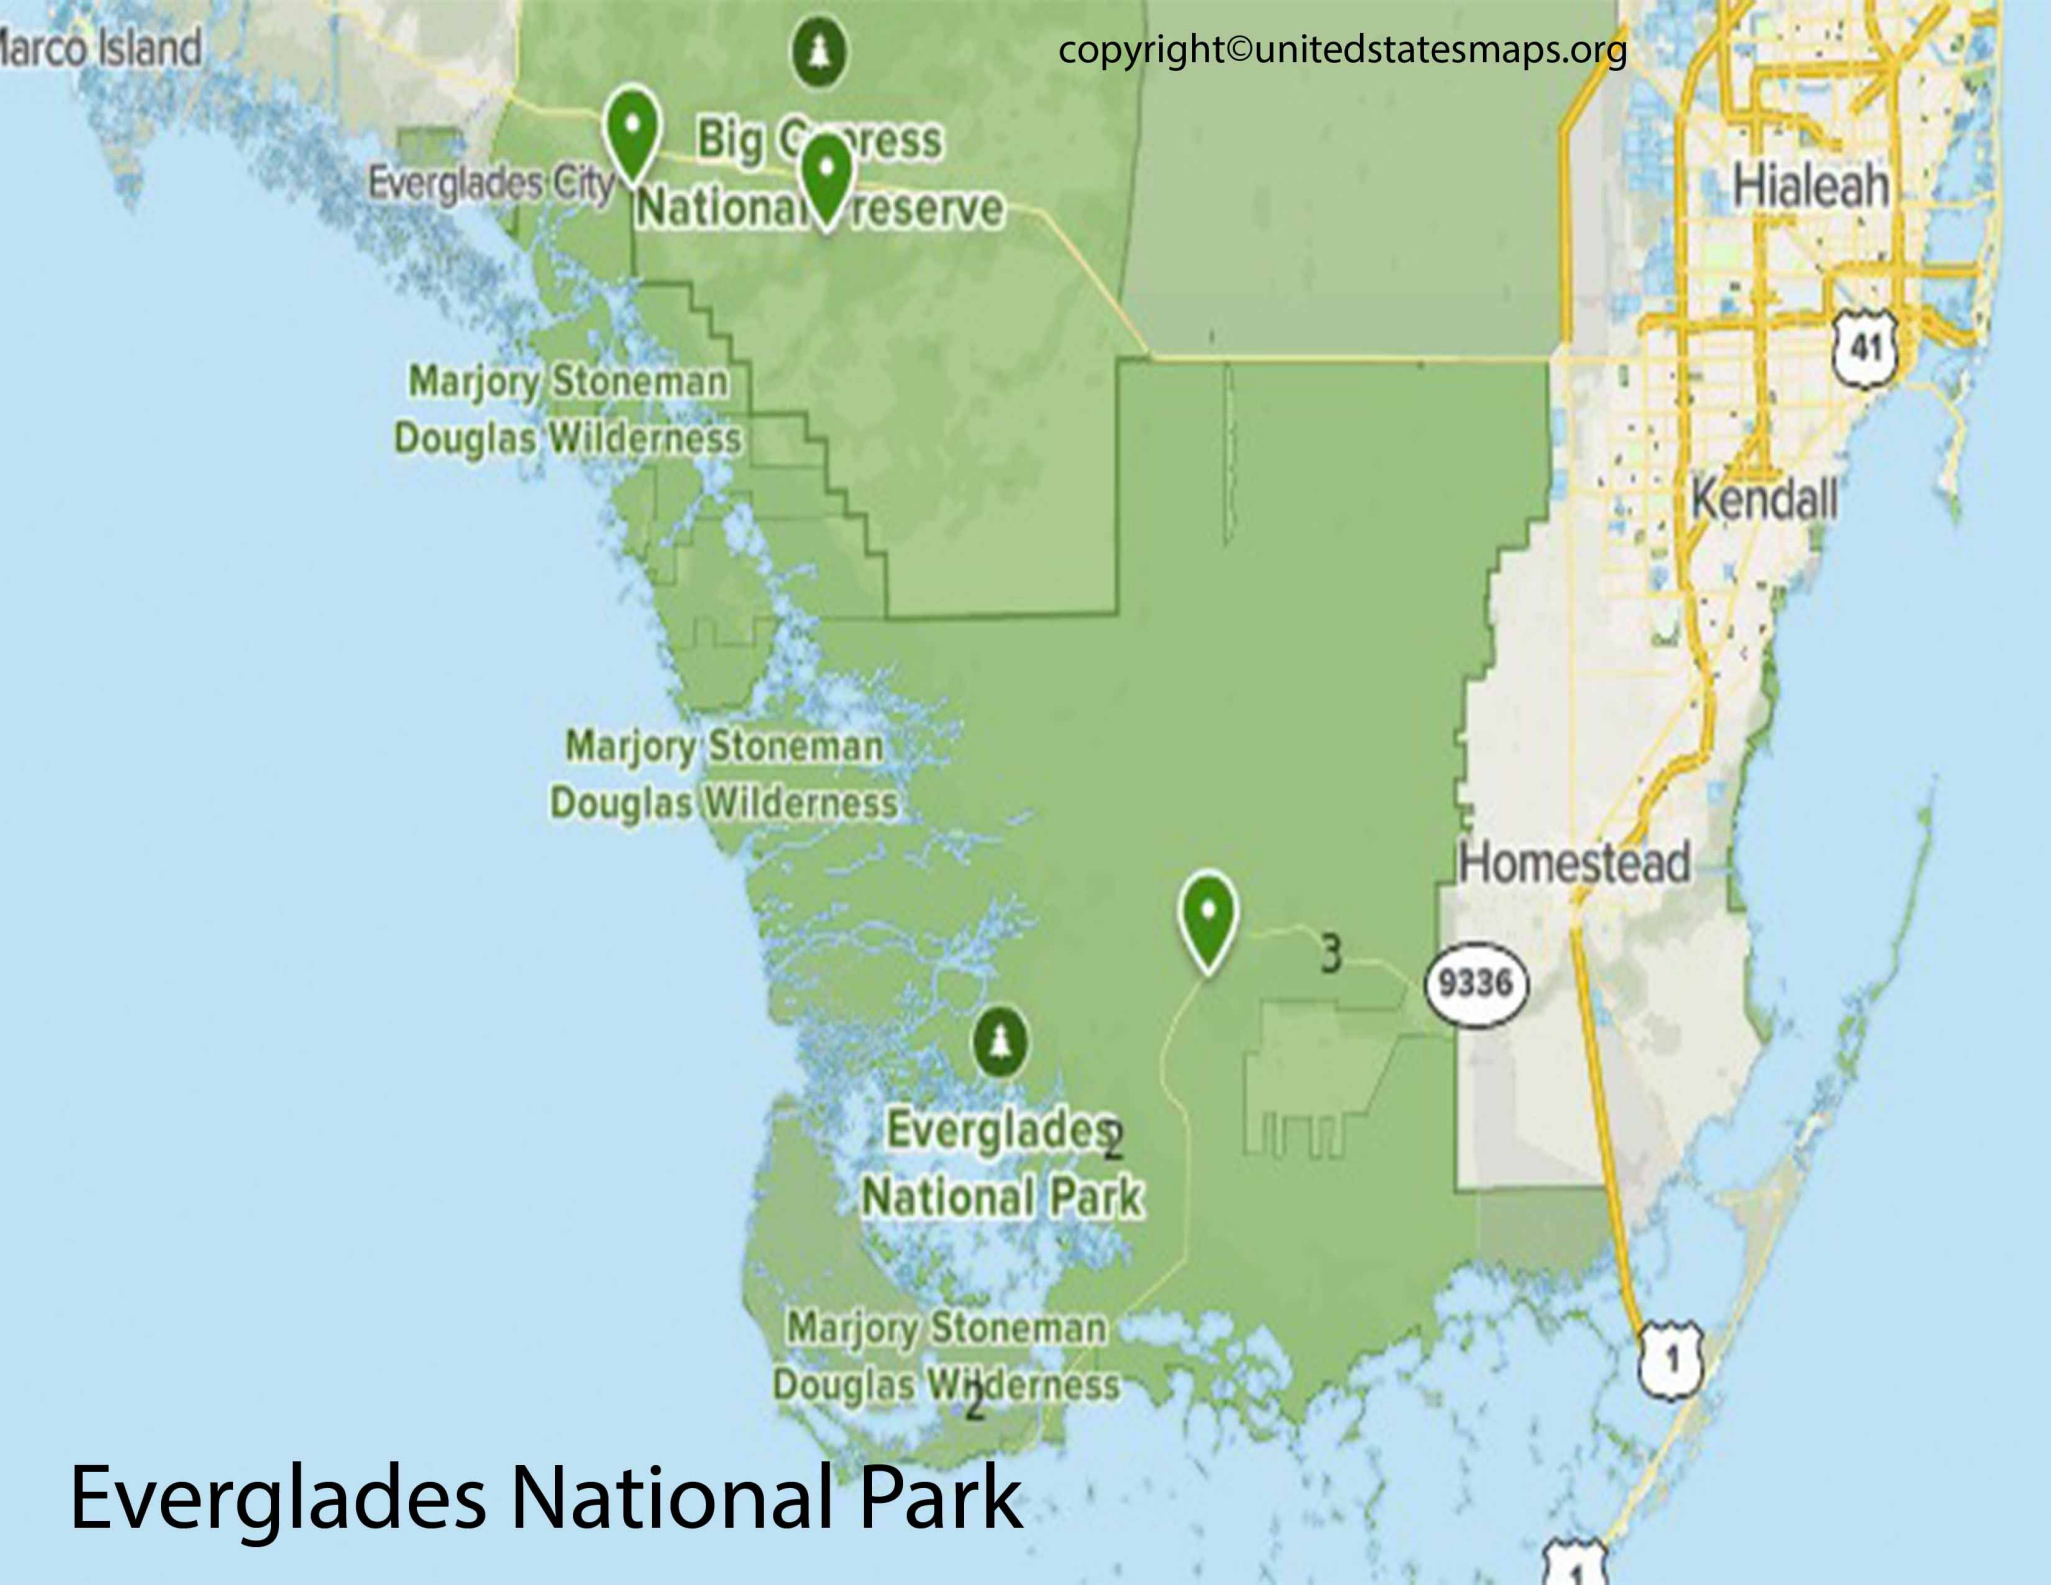 Marco Island
copyright©unitedstatesmaps.org
Big Cypress
National Preserve
Everglades City
Hialeah
41
Marjory Stoneman
Douglas Wilderness
Kendall
Marjory Stoneman
Douglas Wilderness
Homestead
3
9336
Everglades
2
National Park
Marjory Stoneman
Douglas Wilderness
2
1
Everglades National Park
1